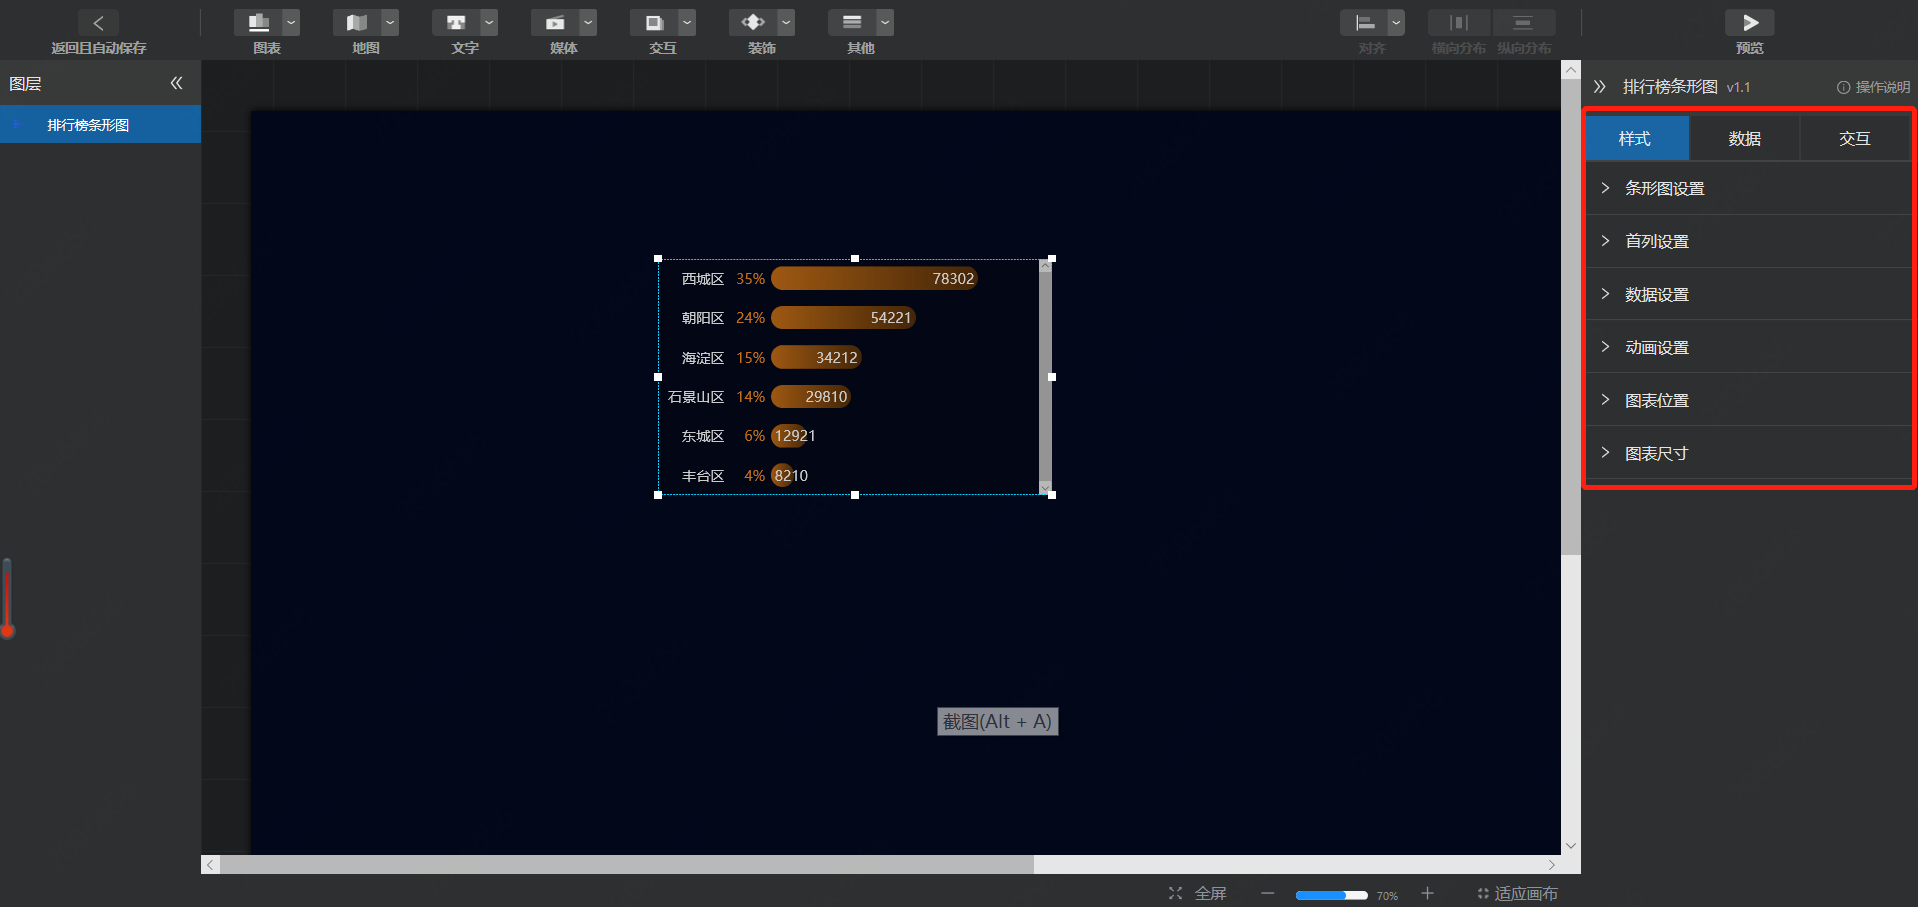 返回目自动保存
图表
地图
文字
媒体
交互
装饰
其他
对齐
横向分布
纵向分布
预览
图层
排行榜条形图
排行榜条形图 v1.1
操作说明
样式 数据 交互
条形图设置
首列设置
数据设置
动画设置
图表位置
图表尺寸
西城区 35% 78302
朝阳区 24% 54221
海淀区 15% 34212
石景山区 14% 29810
东城区 6% 12921
丰台区 4% 8210
截图(Alt + A)
全屏
70%
适应画布